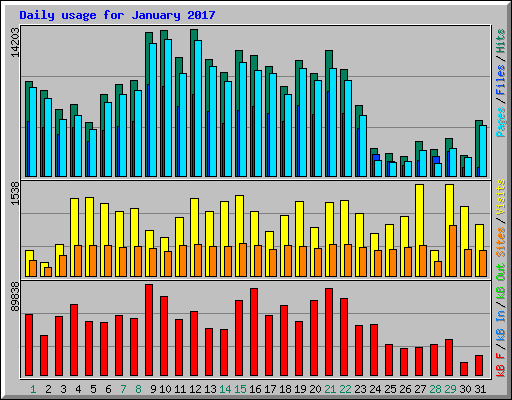 Daily usage for January 2017
14203
Pages/Files/Hits
1538
Sites/Visits
89838
kB F/kB In/kB Out
1 2 3 4 5 6 7 8 9 10 11 12 13 14 15 16 17 18 19 20 21 22 23 24 25 26 27 28 29 30 31